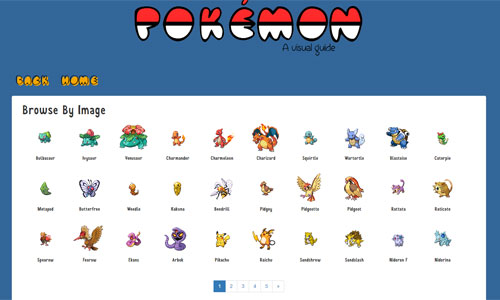 POKÉMON
A visual guide
BACK HOME
Browse By Image
Bulbasaur Ivysaur Venusaur Charmander Charmeleon Charizard Squirtle Wartortle Blastoise Caterpie
Metapod Butterfree Weedle Kakuna Beedrill Pidgey Pidgeotto Pidgeot Rattata Raticate
Spearow Fearow Ekans Arbok Pikachu Raichu Sandshrew Sandslash Nidoran ♀ Nidorina
1 2 3 4 5 »